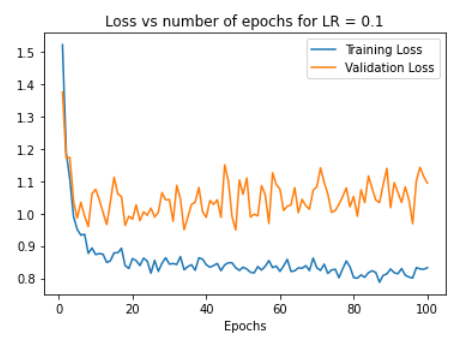 Loss vs number of epochs for LR = 0.1
Training Loss
Validation Loss
1.5
1.4
1.3
1.2
1.1
1.0
0.9
0.8
0 20 40 60 80 100
Epochs